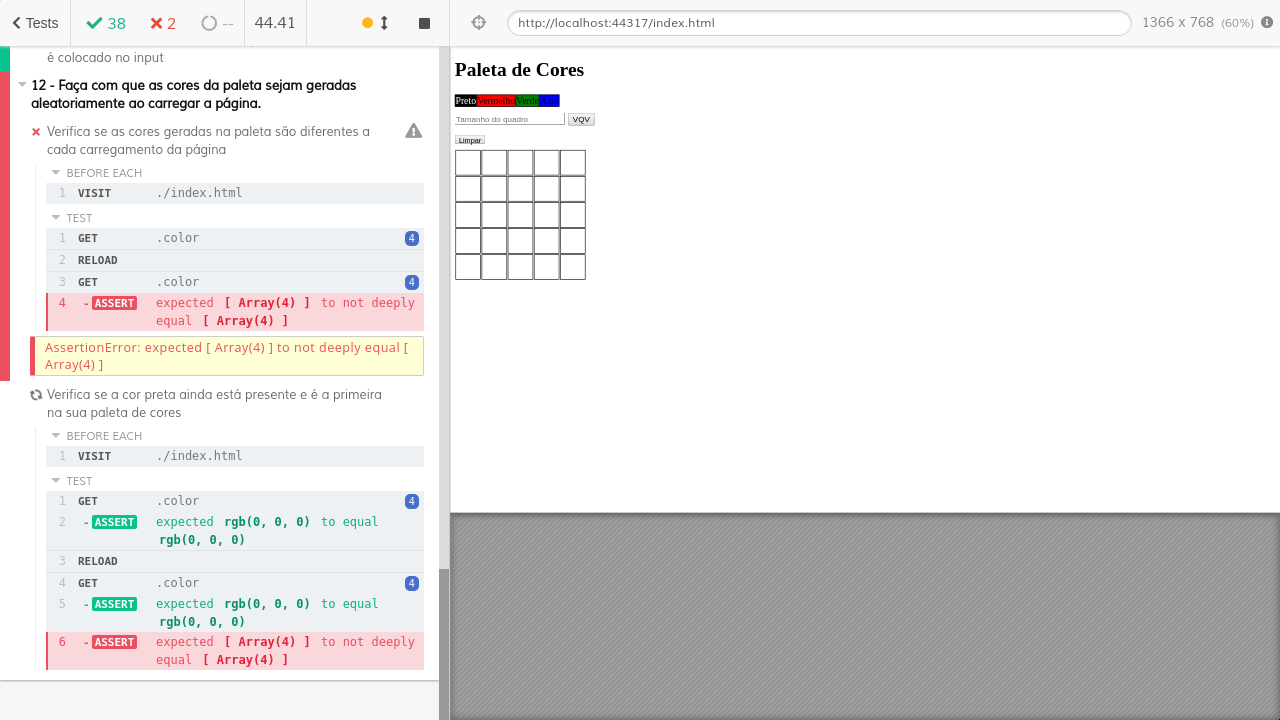 Tests 38 2 -- 44.41
http://localhost:44317/index.html 1366 x 768 (60%)
é colocado no input
12 - Faça com que as cores da paleta sejam geradas
aleatoriamente ao carregar a página.
Verifica se as cores geradas na paleta são diferentes a
cada carregamento da página
BEFORE EACH
1 VISIT ./index.html
TEST
1 GET .color 4
2 RELOAD
3 GET .color 4
4 -ASSERT expected [ Array(4) ] to not deeply
equal [ Array(4) ]
AssertionError: expected [ Array(4) ] to not deeply equal [
Array(4) ]
Verifica se a cor preta ainda está presente e é a primeira
na sua paleta de cores
BEFORE EACH
1 VISIT ./index.html
TEST
1 GET .color 4
2 -ASSERT expected rgb(0, 0, 0) to equal
rgb(0, 0, 0)
3 RELOAD
4 GET .color 4
5 -ASSERT expected rgb(0, 0, 0) to equal
rgb(0, 0, 0)
6 -ASSERT expected [ Array(4) ] to not deeply
equal [ Array(4) ]
Paleta de Cores
Preto Vermelho Verde Azul
Tamanho do quadro VQV
Limpar